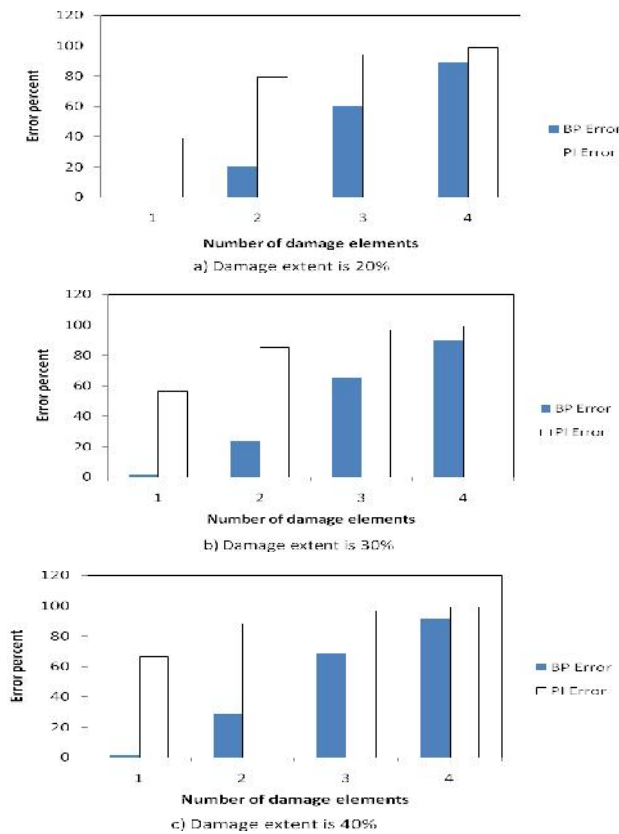 120
100
80
60
40
20
0
Error percent
1 2 3 4
Number of damage elements
BP Error
PI Error
a) Damage extent is 20%
120
100
80
60
40
20
0
Error percent
1 2 3 4
Number of damage elements
BP Error
PI Error
b) Damage extent is 30%
120
100
80
60
40
20
0
Error percent
1 2 3 4
Number of damage elements
BP Error
PI Error
c) Damage extent is 40%